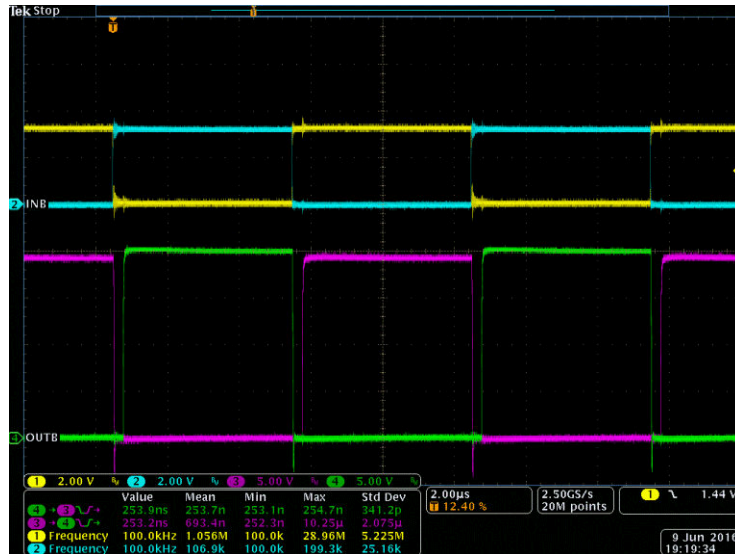 Tek Stop
T
2 INB
4 OUTB
1 2.00 V 2 2.00 V 3 5.00 V 4 5.00 V
Value Mean Min Max Std Dev
4 → 3 253.9ns 253.7n 253.1n 254.7n 341.2p
3 → 4 253.2ns 693.4n 252.3n 10.25µ 2.075µ
1 Frequency 100.0kHz 1.056M 100.0k 28.96M 5.225M
2 Frequency 100.0kHz 106.9k 100.0k 199.3k 25.16k
2.00µs
T 12.40 %
2.50GS/s
20M points
1 1.44 V
9 Jun 2016
19:19:34